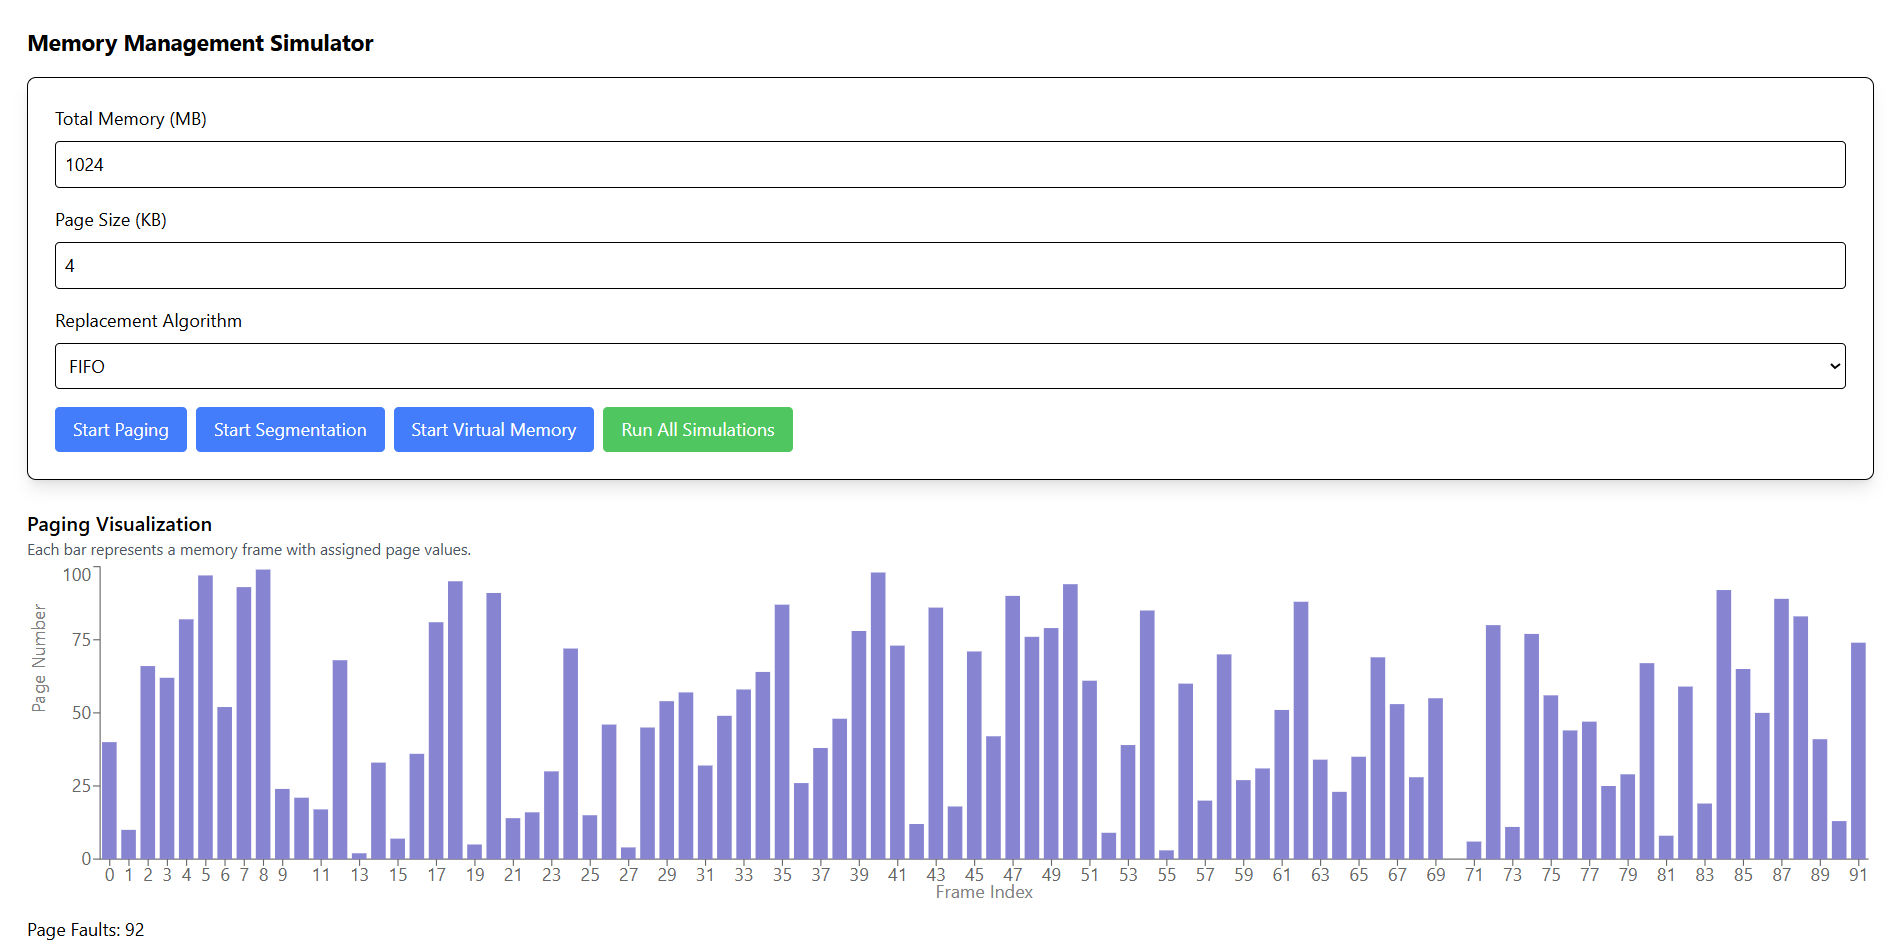 Memory Management Simulator
Total Memory (MB)
1024
Page Size (KB)
4
Replacement Algorithm
FIFO
Start Paging Start Segmentation Start Virtual Memory Run All Simulations
Paging Visualization
Each bar represents a memory frame with assigned page values.
100
75
50
25
0
Page Number
0 1 2 3 4 5 6 7 8 9 11 13 15 17 19 21 23 25 27 29 31 33 35 37 39 41 43 45 47 49 51 53 55 57 59 61 63 65 67 69 71 73 75 77 79 81 83 85 87 89 91
Frame Index
Page Faults: 92